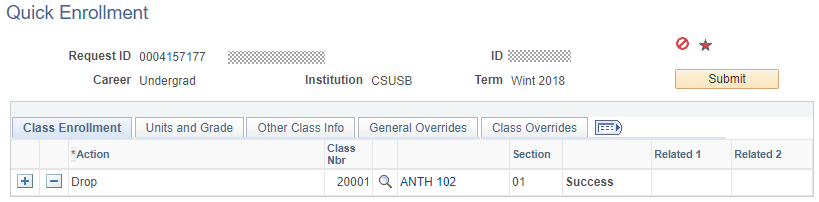 Quick Enrollment
Request ID 0004157177 ID
Career Undergrad Institution CSUSB Term Wint 2018 Submit
Class Enrollment Units and Grade Other Class Info General Overrides Class Overrides
*Action Class Nbr Section Related 1 Related 2
Drop 20001 ANTH 102 01 Success